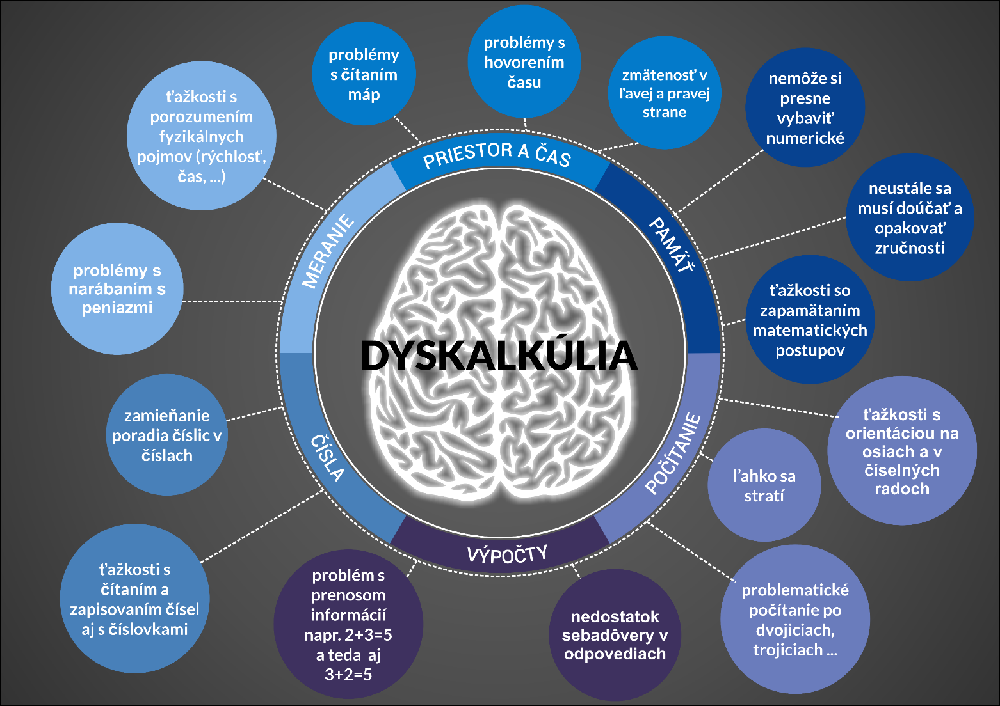 problémy
s čítaním
máp
problémy s
hovorením
času
zmätenosť v
ľavej a pravej
strane
nemôže si
presne
vybaviť
numerické
ťažkosti s
porozumením
fyzikálnych
pojmov (rýchlosť,
čas, ...)
neustále sa
musí doúčať a
opakovať
zručnosti
problémy s
narábaním s
peniazmi
ťažkosti so
zapamätaním
matematických
postupov
PRIESTOR A ČAS
MERANIE
PAMÄŤ
DYSKALKÚLIA
ČÍSLA
POČÍTANIE
VÝPOČTY
zamieňanie
poradia číslic v
číslach
ťažkosti s
orientáciou na
osiach a v
číselných
radoch
ľahko sa
stratí
ťažkosti s
čítaním a
zapisovaním čísel
aj s číslovkami
problém s
prenosom
informácií
napr. 2+3=5
a teda aj
3+2=5
nedostatok
sebadôvery v
odpovediach
problematické
počítanie po
dvojiciach,
trojiciach ...